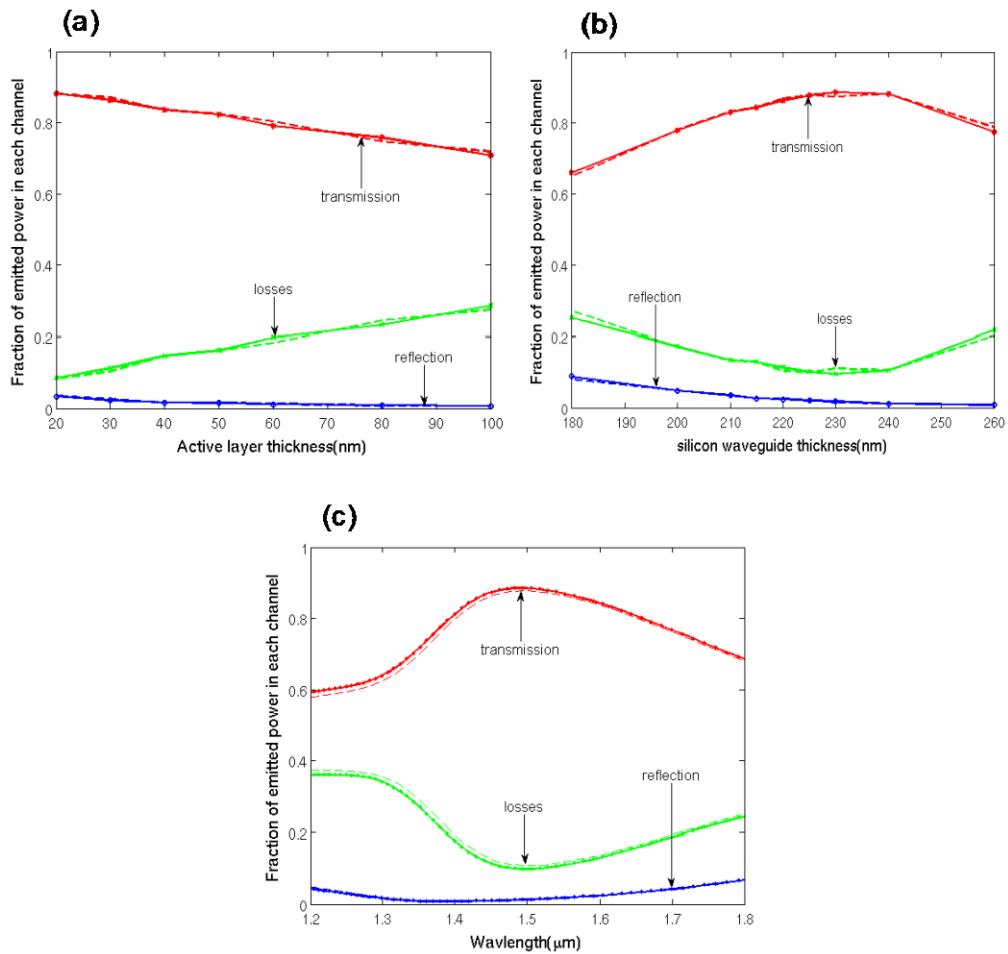 (a)
Fraction of emitted power in each channel
1
0.8
0.6
0.4
0.2
0
transmission
losses
reflection
20 30 40 50 60 70 80 90 100
Active layer thickness(nm)
(b)
Fraction of emitted power in each channel
1
0.8
0.6
0.4
0.2
0
transmission
reflection
losses
180 190 200 210 220 230 240 250 260
silicon waveguide thickness(nm)
(c)
Fraction of emitted power in each channel
1
0.8
0.6
0.4
0.2
0
transmission
reflection
losses
1.2 1.3 1.4 1.5 1.6 1.7 1.8
Wavlength(μm)